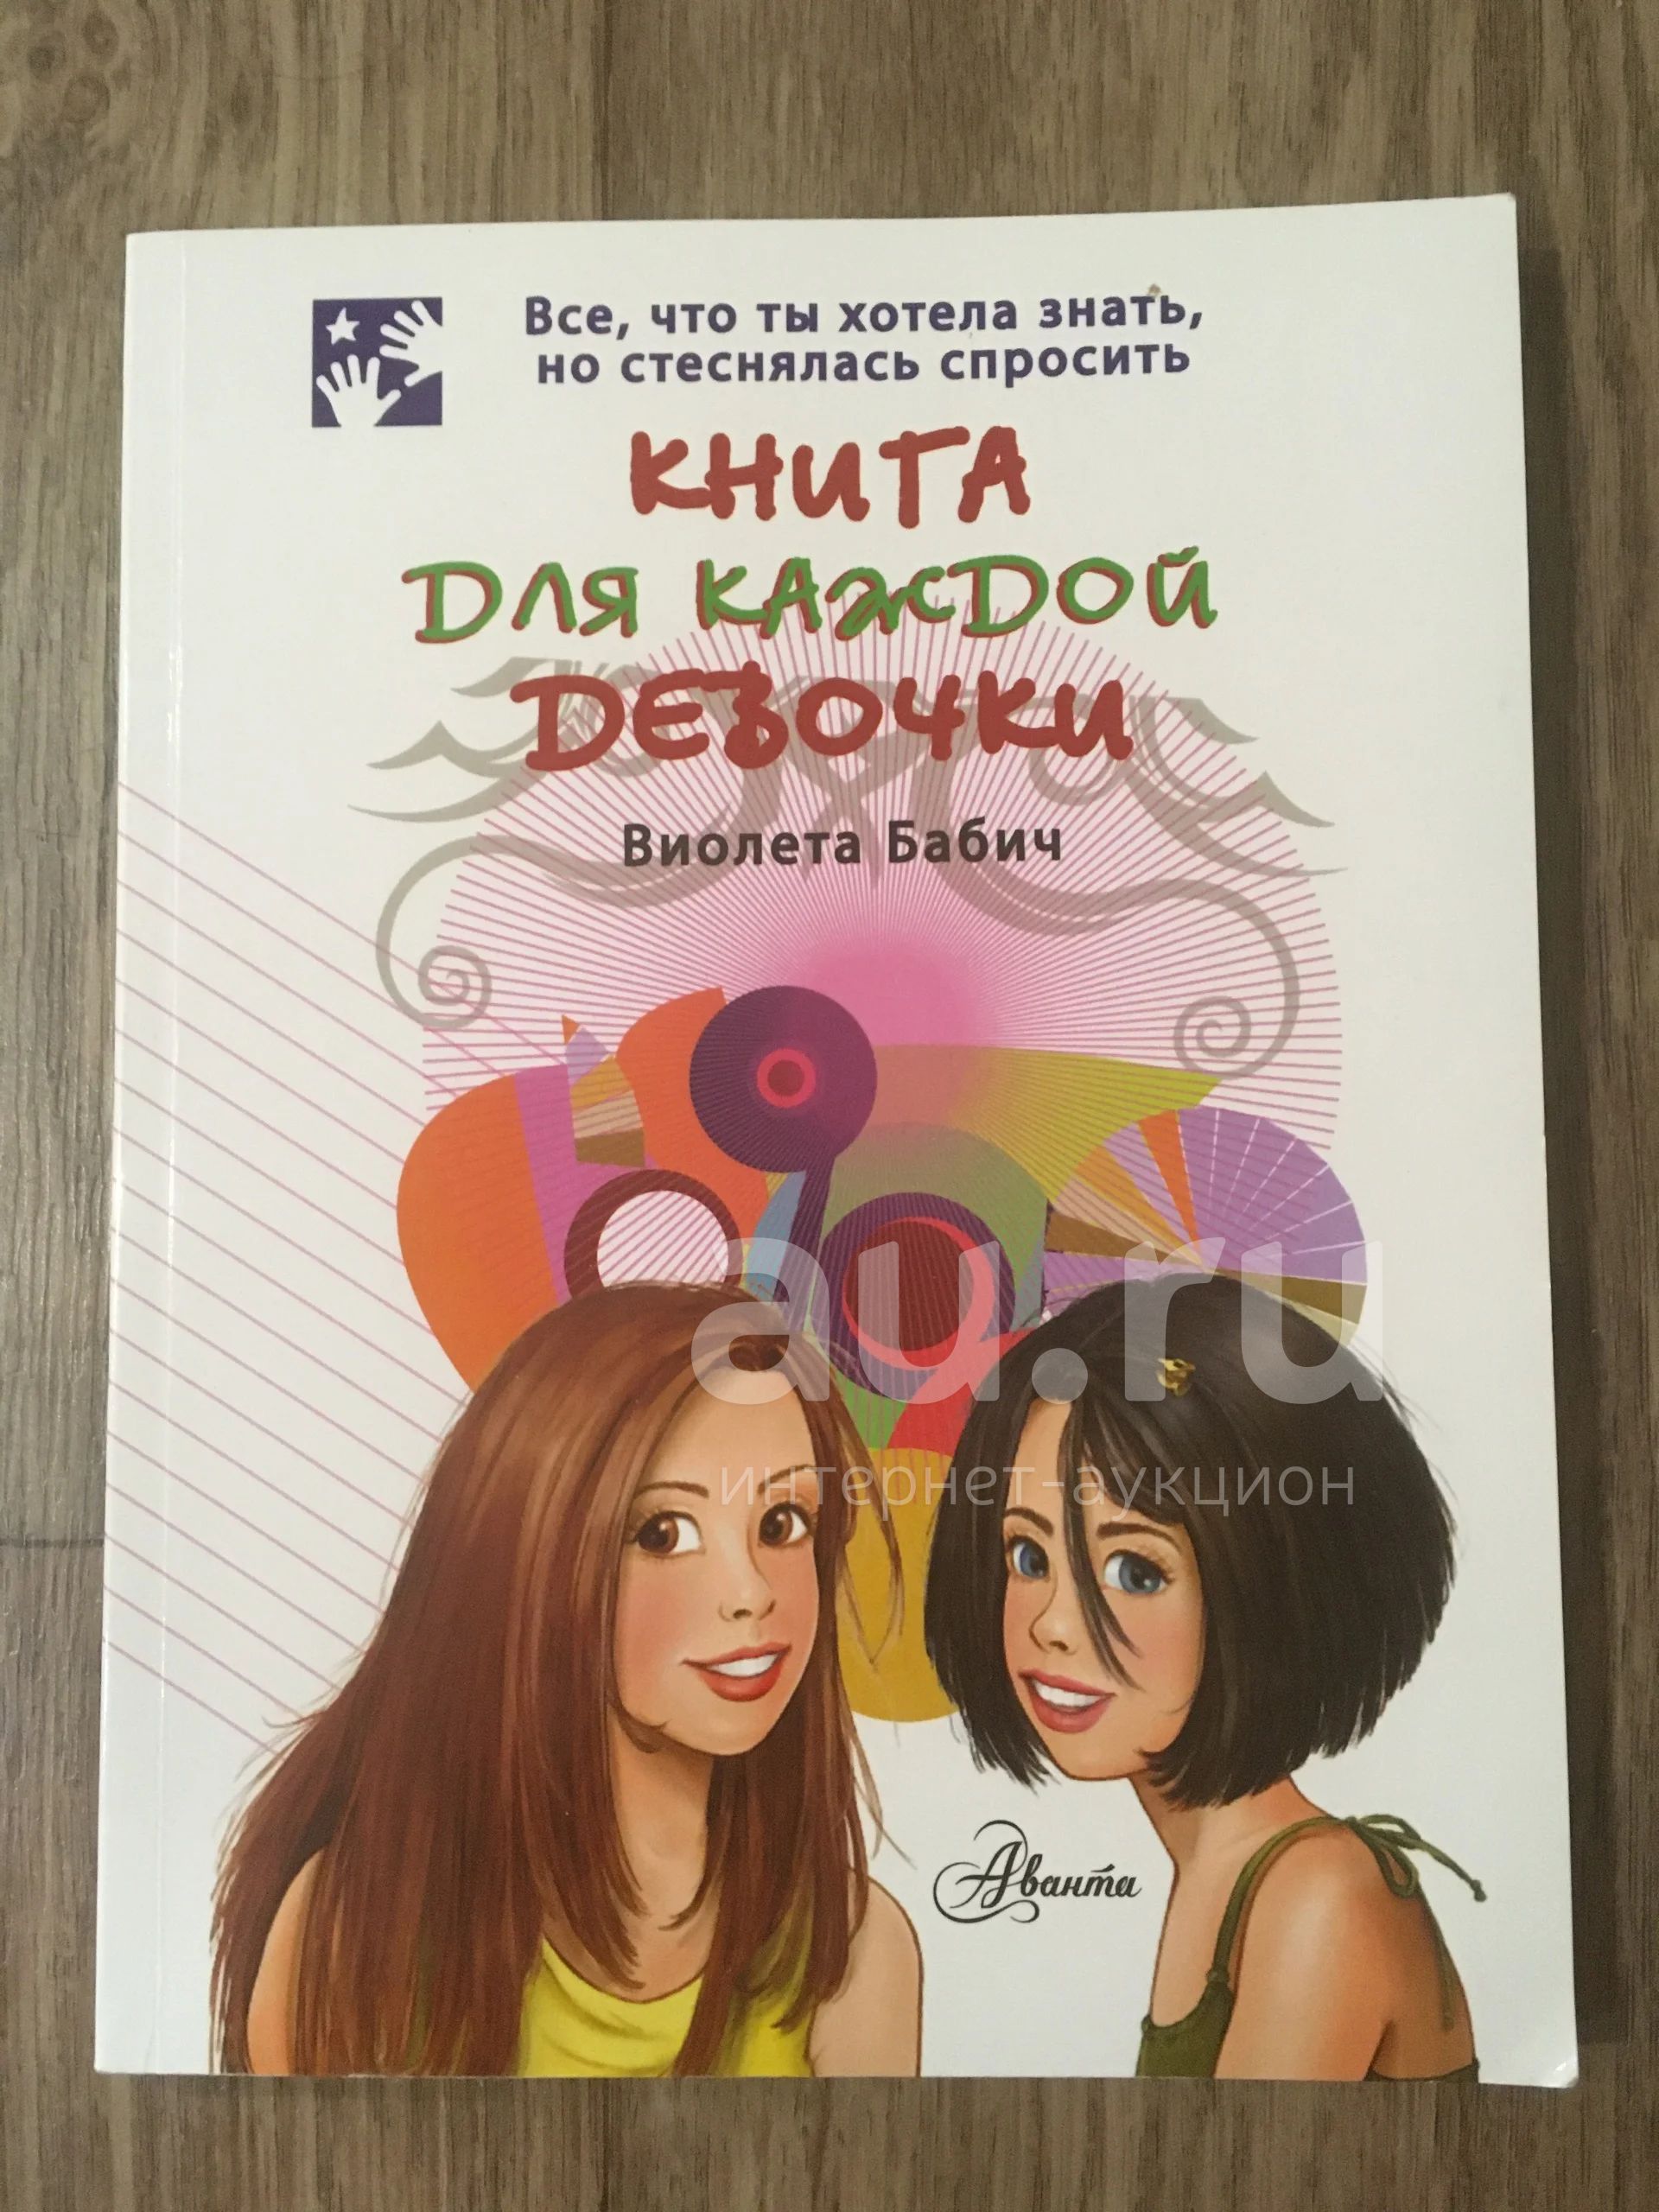 Все, что ты хотела знать,
но стеснялась спросить
КНИГА
ДЛЯ КАЖДОЙ
ДЕВОЧКИ
Виолета Бабич
au.ru
интернет-аукцион
Аванта